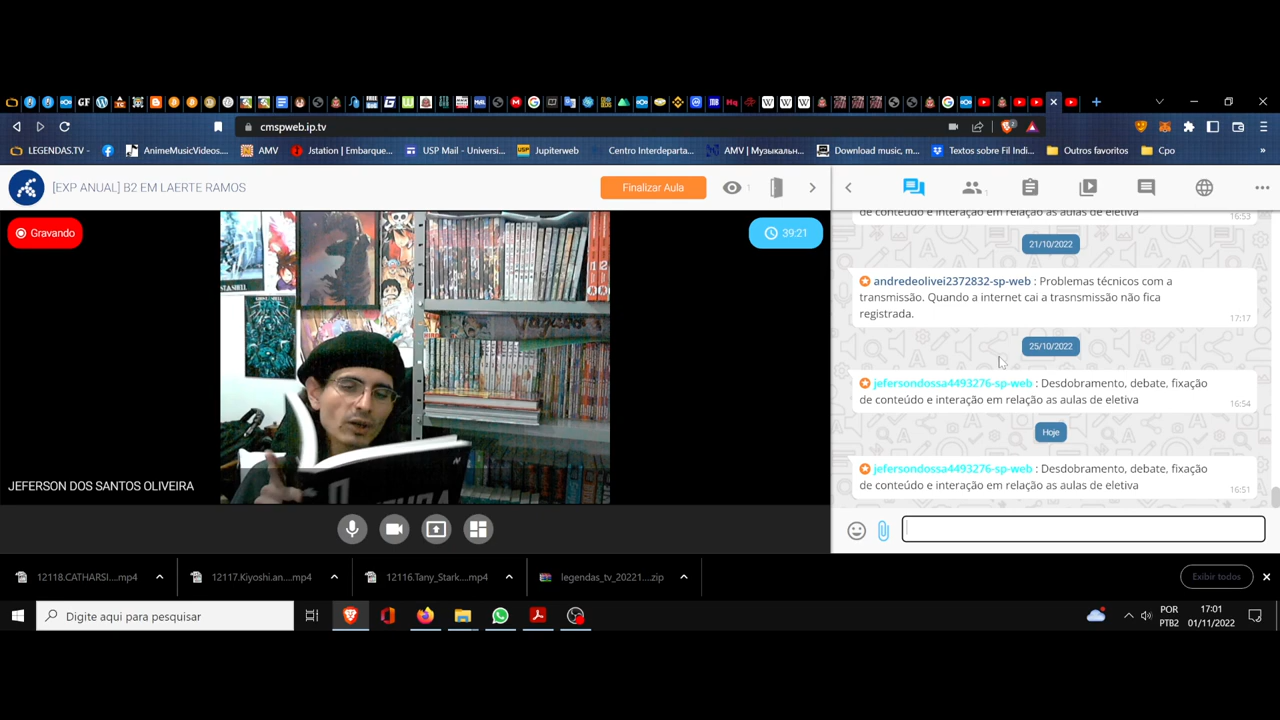 cmspweb.ip.tv
2
LEGENDAS.TV
AnimeMusicVideos...
AMV
Jstation | Embarque...
USP Mail - Universi...
Jupiterweb
Centro Interdeparta...
AMV | Музыкальн...
Download music, m...
Textos sobre Fil Indi...
Outros favoritos
Cpo
[EXP ANUAL] B2 EM LAERTE RAMOS
Finalizar Aula
1
1
Gravando
39:21
JEFERSON DOS SANTOS OLIVEIRA
de conteúdo e interação em relação as aulas de eletiva
16:53
21/10/2022
andredeolivei2372832-sp-web : Problemas técnicos com a
transmissão. Quando a internet cai a trasnsmissão não fica
registrada.
17:17
25/10/2022
jefersondossa4493276-sp-web : Desdobramento, debate, fixação
de conteúdo e interação em relação as aulas de eletiva
16:54
Hoje
jefersondossa4493276-sp-web : Desdobramento, debate, fixação
de conteúdo e interação em relação as aulas de eletiva
16:51
12118.CATHARSI....mp4
12117.Kiyoshi.an....mp4
12116.Tany_Stark....mp4
legendas_tv_20221....zip
Exibir todos
Digite aqui para pesquisar
POR
PTB2
17:01
01/11/2022